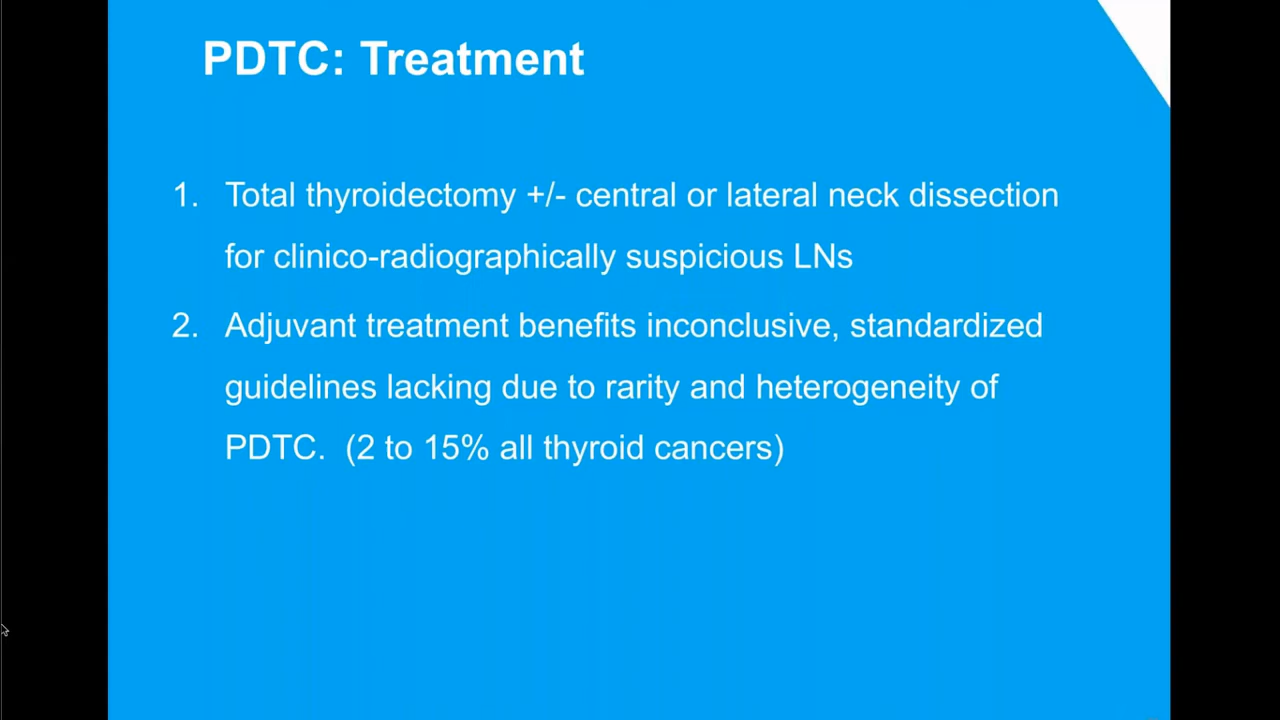 PDTC: Treatment
1. Total thyroidectomy +/- central or lateral neck dissection
for clinico-radiographically suspicious LNs
2. Adjuvant treatment benefits inconclusive, standardized
guidelines lacking due to rarity and heterogeneity of
PDTC.  (2 to 15% all thyroid cancers)